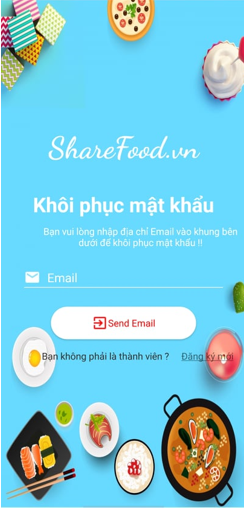 ShareFood.vn
Khôi phục mật khẩu
Bạn vui lòng nhập địa chỉ Email vào khung bên
dưới để khôi phục mật khẩu !!
Email
Send Email
Bạn không phải là thành viên ? Đăng ký mới